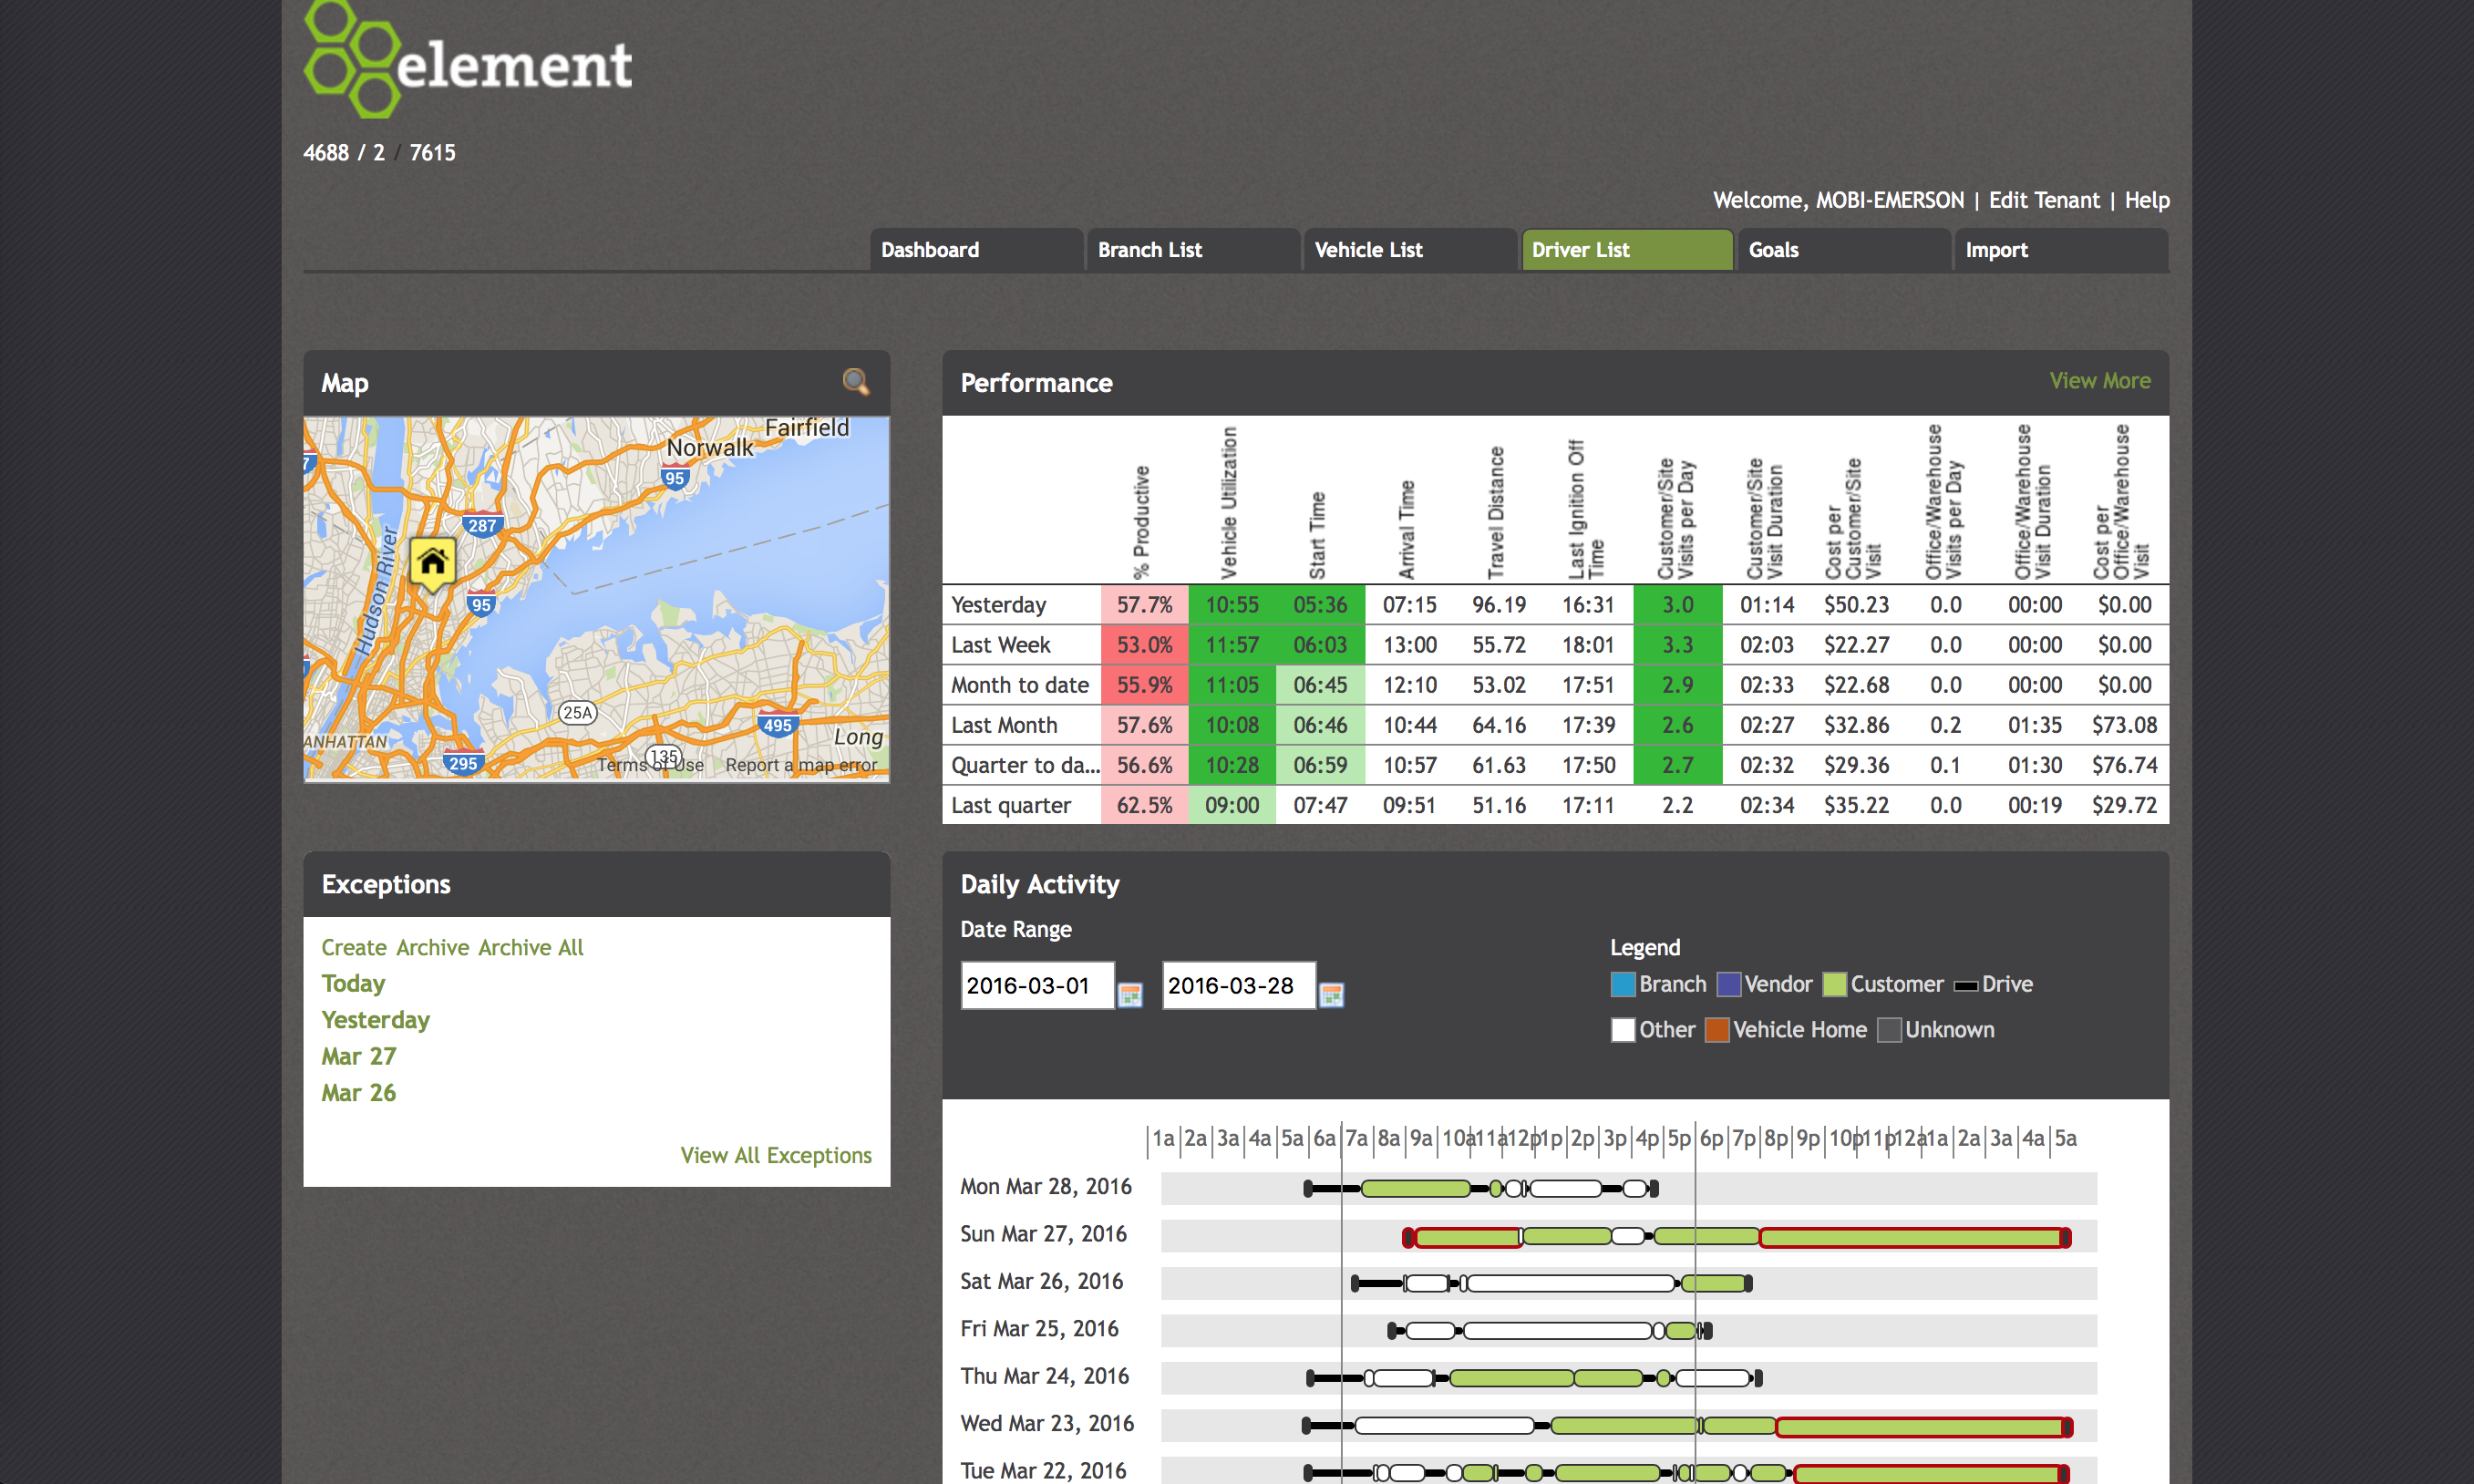 element
4688 / 2 / 7615
Welcome, MOBI-EMERSON | Edit Tenant | Help
Dashboard
Branch List
Vehicle List
Driver List
Goals
Import
Map
Fairfield
Norwalk
95
287
Hudson River
95
25A
495
Long
ANHATTAN
295
135
Terms of Use
Report a map error
Performance
View More
% Productive
Vehicle Utilization
Start Time
Arrival Time
Travel Distance
Last Ignition Off
Time
Customer/Site
Visits per Day
Customer/Site
Visit Duration
Cost per
Customer/Site
Visit
Office/Warehouse
Visits per Day
Office/Warehouse
Visit Duration
Cost per
Office/Warehouse
Visit
Yesterday 57.7% 10:55 05:36 07:15 96.19 16:31 3.0 01:14 $50.23 0.0 00:00 $0.00
Last Week 53.0% 11:57 06:03 13:00 55.72 18:01 3.3 02:03 $22.27 0.0 00:00 $0.00
Month to date 55.9% 11:05 06:45 12:10 53.02 17:51 2.9 02:33 $22.68 0.0 00:00 $0.00
Last Month 57.6% 10:08 06:46 10:44 64.16 17:39 2.6 02:27 $32.86 0.2 01:35 $73.08
Quarter to da... 56.6% 10:28 06:59 10:57 61.63 17:50 2.7 02:32 $29.36 0.1 01:30 $76.74
Last quarter 62.5% 09:00 07:47 09:51 51.16 17:11 2.2 02:34 $35.22 0.0 00:19 $29.72
Exceptions
Create Archive Archive All
Today
Yesterday
Mar 27
Mar 26
View All Exceptions
Daily Activity
Date Range
2016-03-01
2016-03-28
Legend
Branch Vendor Customer Drive
Other Vehicle Home Unknown
1a 2a 3a 4a 5a 6a 7a 8a 9a 10a 11a 12p 1p 2p 3p 4p 5p 6p 7p 8p 9p 10p 11p 12a 1a 2a 3a 4a 5a
Mon Mar 28, 2016
Sun Mar 27, 2016
Sat Mar 26, 2016
Fri Mar 25, 2016
Thu Mar 24, 2016
Wed Mar 23, 2016
Tue Mar 22, 2016